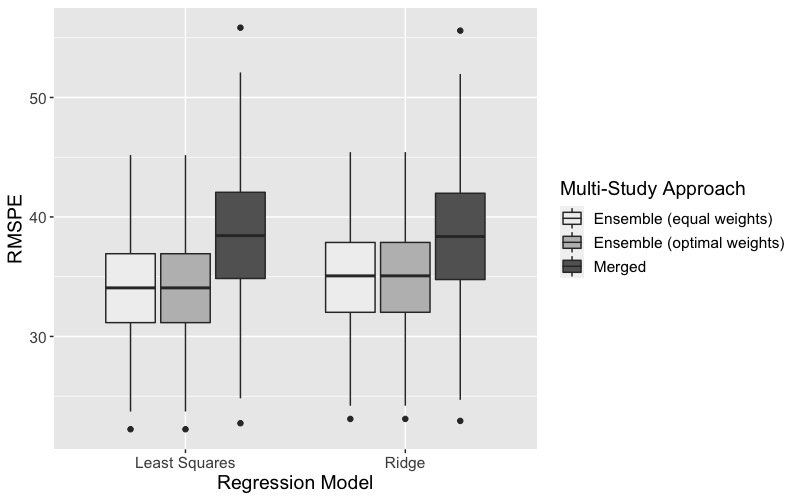 RMSPE
50
40
30
Least Squares
Ridge
Regression Model
Multi-Study Approach
Ensemble (equal weights)
Ensemble (optimal weights)
Merged